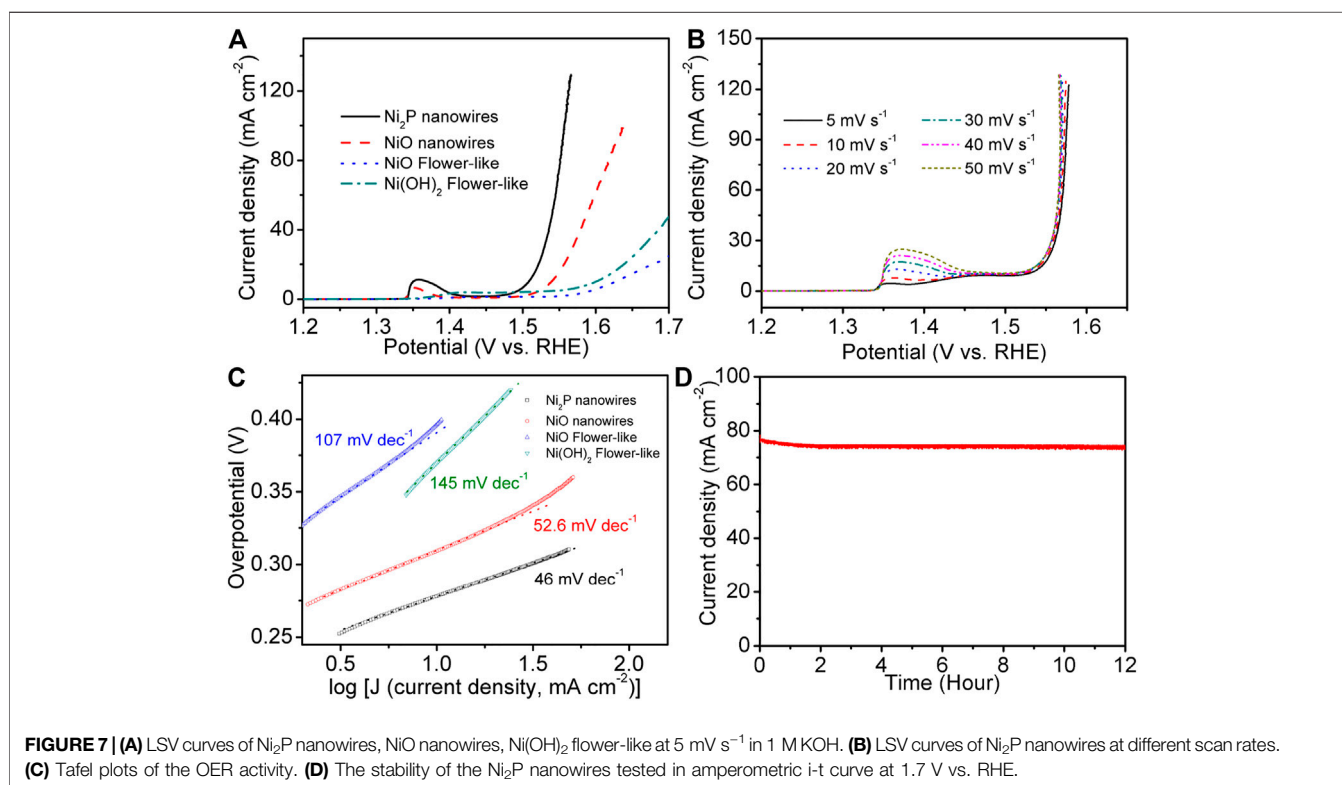 A
Current density (mA cm⁻²)
120
80
40
0
Ni₂P nanowires
NiO nanowires
NiO Flower-like
Ni(OH)₂ Flower-like
1.2 1.3 1.4 1.5 1.6 1.7
Potential (V vs. RHE)
B
Current density (mA cm⁻²)
150
120
90
60
30
0
5 mV s⁻¹ 30 mV s⁻¹
10 mV s⁻¹ 40 mV s⁻¹
20 mV s⁻¹ 50 mV s⁻¹
1.2 1.3 1.4 1.5 1.6
Potential (V vs. RHE)
C
Overpotential (V)
0.40
0.35
0.30
0.25
Ni₂P nanowires
NiO nanowires
NiO Flower-like
Ni(OH)₂ Flower-like
107 mV dec⁻¹
145 mV dec⁻¹
52.6 mV dec⁻¹
46 mV dec⁻¹
0.5 1.0 1.5 2.0
log [J (current density, mA cm⁻²)]
D
Current density (mA cm⁻²)
100
80
60
40
20
0
0 2 4 6 8 10 12
Time (Hour)
FIGURE 7 | (A) LSV curves of Ni₂P nanowires, NiO nanowires, Ni(OH)₂ flower-like at 5 mV s⁻¹ in 1 M KOH. (B) LSV curves of Ni₂P nanowires at different scan rates.
(C) Tafel plots of the OER activity. (D) The stability of the Ni₂P nanowires tested in amperometric i-t curve at 1.7 V vs. RHE.